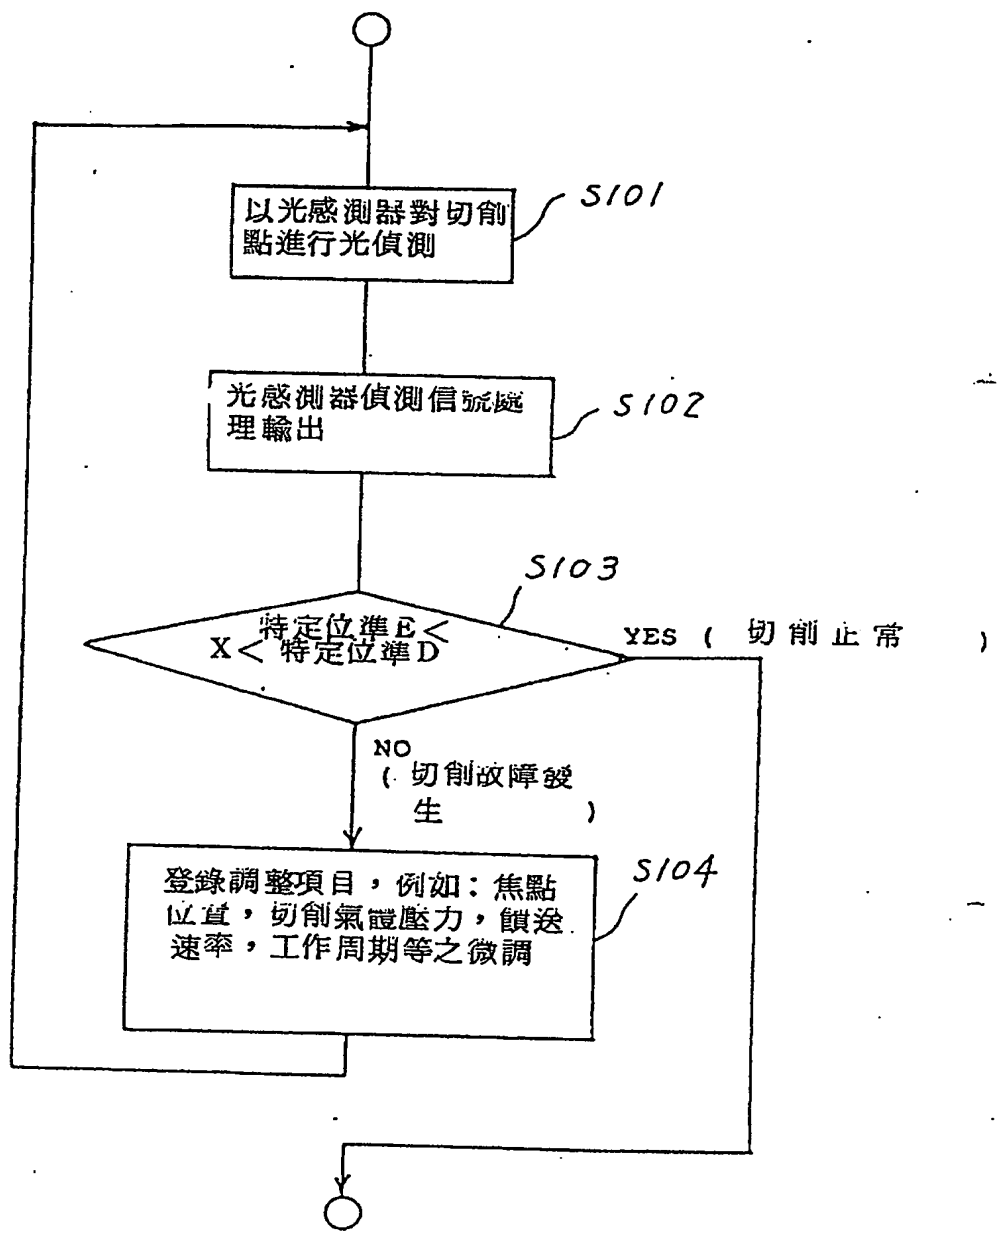 以光感測器對切削
點進行光偵測
S101
光感測器偵測信號處
理輸出
S102
S103
特定位準E<
X< 特定位準D
YES ( 切削正常 )
NO
( 切削故障發
生 )
登錄調整項目，例如：焦點
位置，切削氣體壓力，饋送
速率，工作周期等之微調
S104